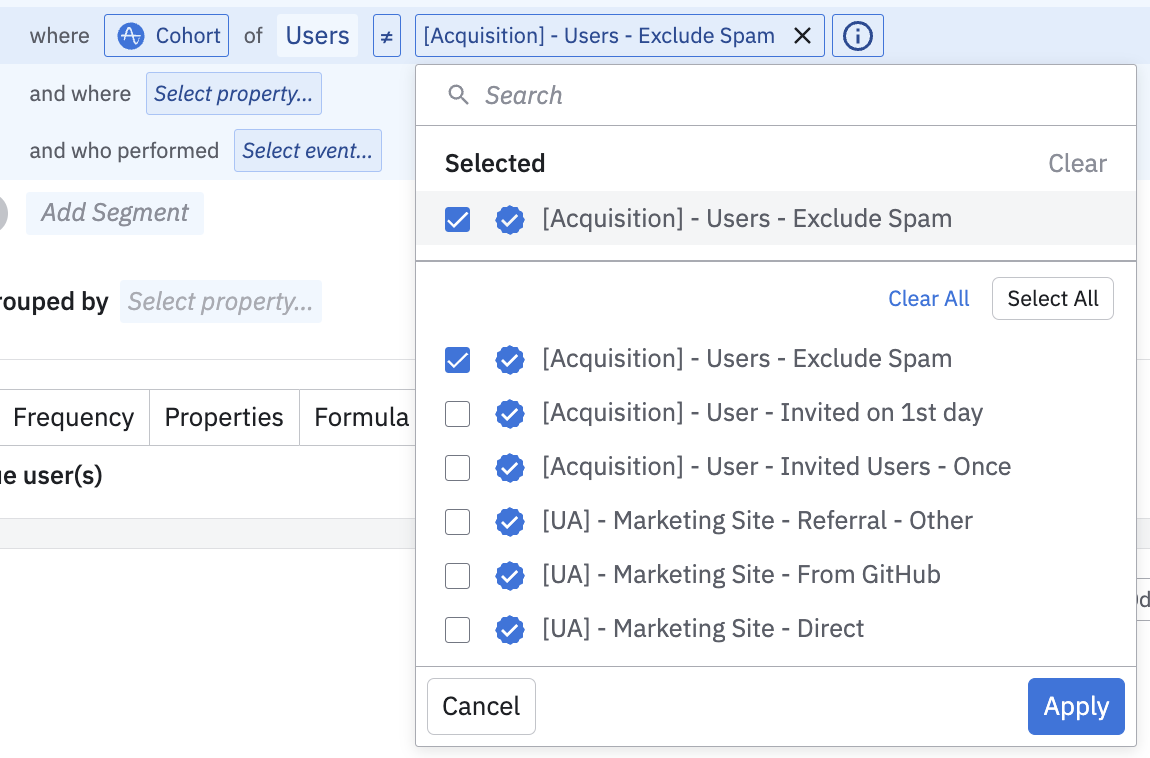 where Cohort of Users ≠ [Acquisition] - Users - Exclude Spam
and where Select property...
and who performed Select event...
Add Segment
rouped by Select property...
Frequency Properties Formula
e user(s)
Search
Selected Clear
[Acquisition] - Users - Exclude Spam
Clear All Select All
[Acquisition] - Users - Exclude Spam
[Acquisition] - User - Invited on 1st day
[Acquisition] - User - Invited Users - Once
[UA] - Marketing Site - Referral - Other
[UA] - Marketing Site - From GitHub
[UA] - Marketing Site - Direct
Cancel Apply